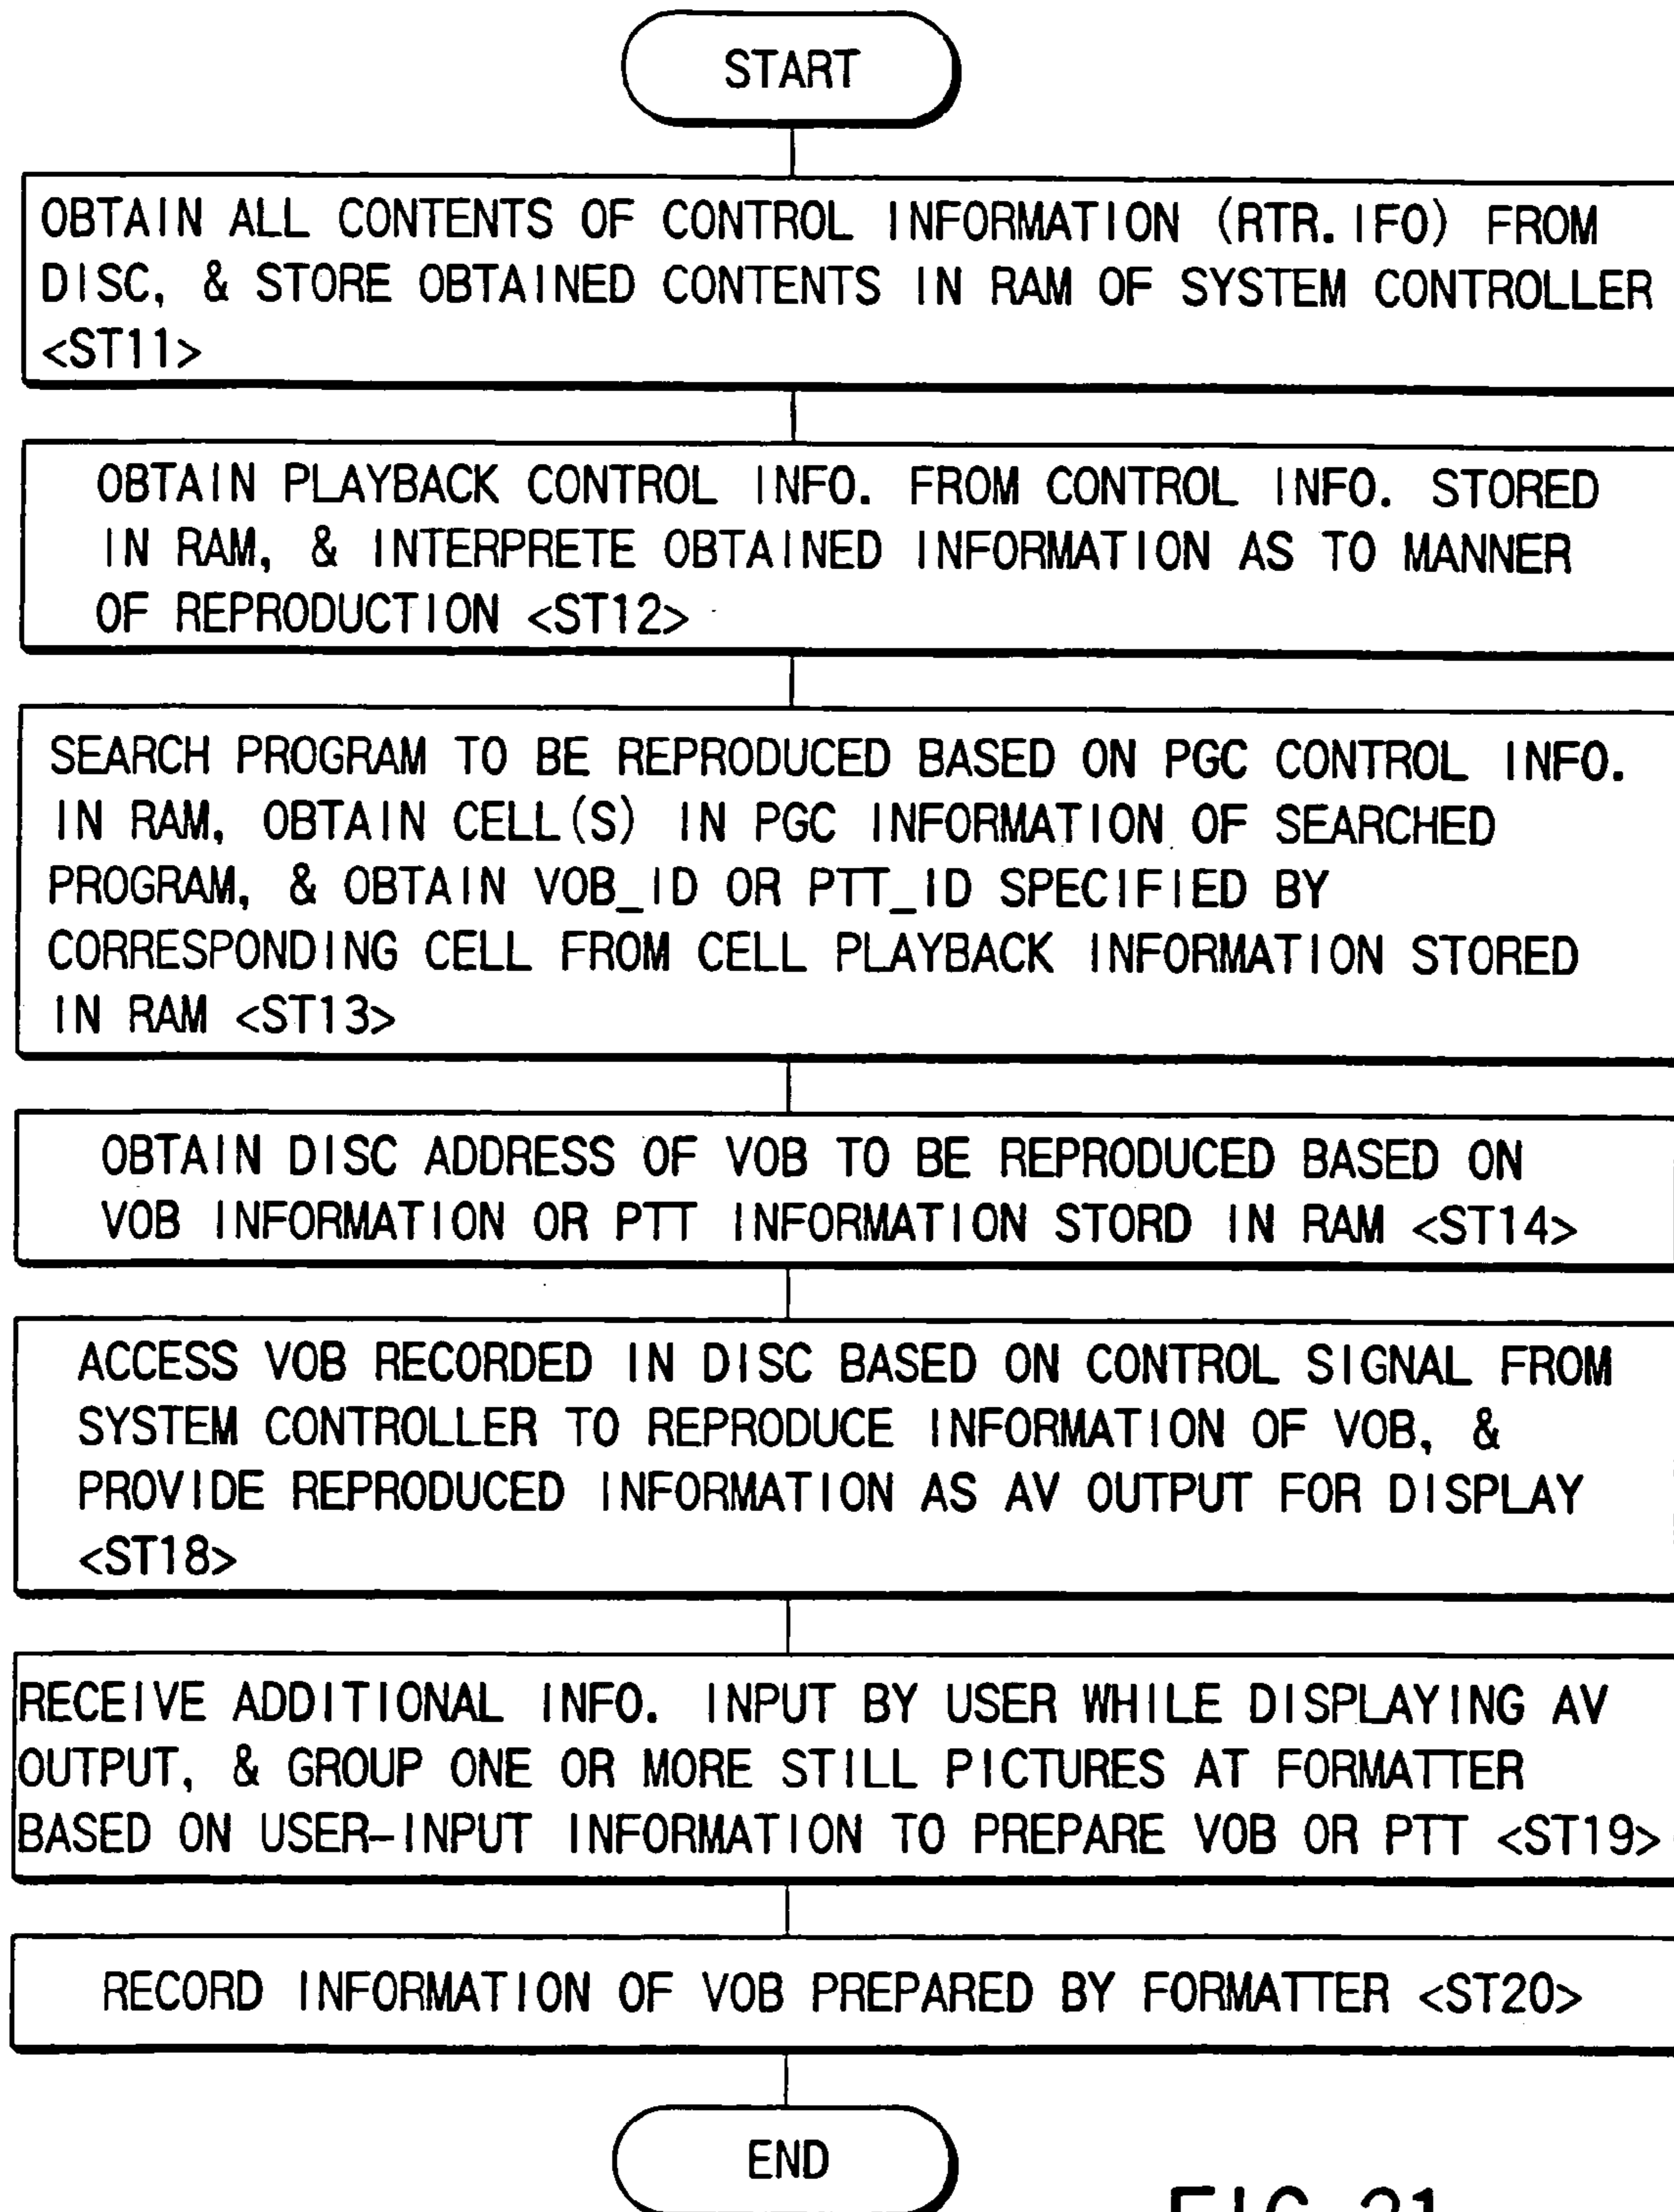 START
OBTAIN ALL CONTENTS OF CONTROL INFORMATION (RTR.IFO) FROM
DISC, & STORE OBTAINED CONTENTS IN RAM OF SYSTEM CONTROLLER
<ST11>
OBTAIN PLAYBACK CONTROL INFO. FROM CONTROL INFO. STORED
IN RAM, & INTERPRETE OBTAINED INFORMATION AS TO MANNER
OF REPRODUCTION <ST12>
SEARCH PROGRAM TO BE REPRODUCED BASED ON PGC CONTROL INFO.
IN RAM, OBTAIN CELL(S) IN PGC INFORMATION OF SEARCHED
PROGRAM, & OBTAIN VOB_ID OR PTT_ID SPECIFIED BY
CORRESPONDING CELL FROM CELL PLAYBACK INFORMATION STORED
IN RAM <ST13>
OBTAIN DISC ADDRESS OF VOB TO BE REPRODUCED BASED ON
VOB INFORMATION OR PTT INFORMATION STORD IN RAM <ST14>
ACCESS VOB RECORDED IN DISC BASED ON CONTROL SIGNAL FROM
SYSTEM CONTROLLER TO REPRODUCE INFORMATION OF VOB, &
PROVIDE REPRODUCED INFORMATION AS AV OUTPUT FOR DISPLAY
<ST18>
RECEIVE ADDITIONAL INFO. INPUT BY USER WHILE DISPLAYING AV
OUTPUT, & GROUP ONE OR MORE STILL PICTURES AT FORMATTER
BASED ON USER-INPUT INFORMATION TO PREPARE VOB OR PTT <ST19>
RECORD INFORMATION OF VOB PREPARED BY FORMATTER <ST20>
END